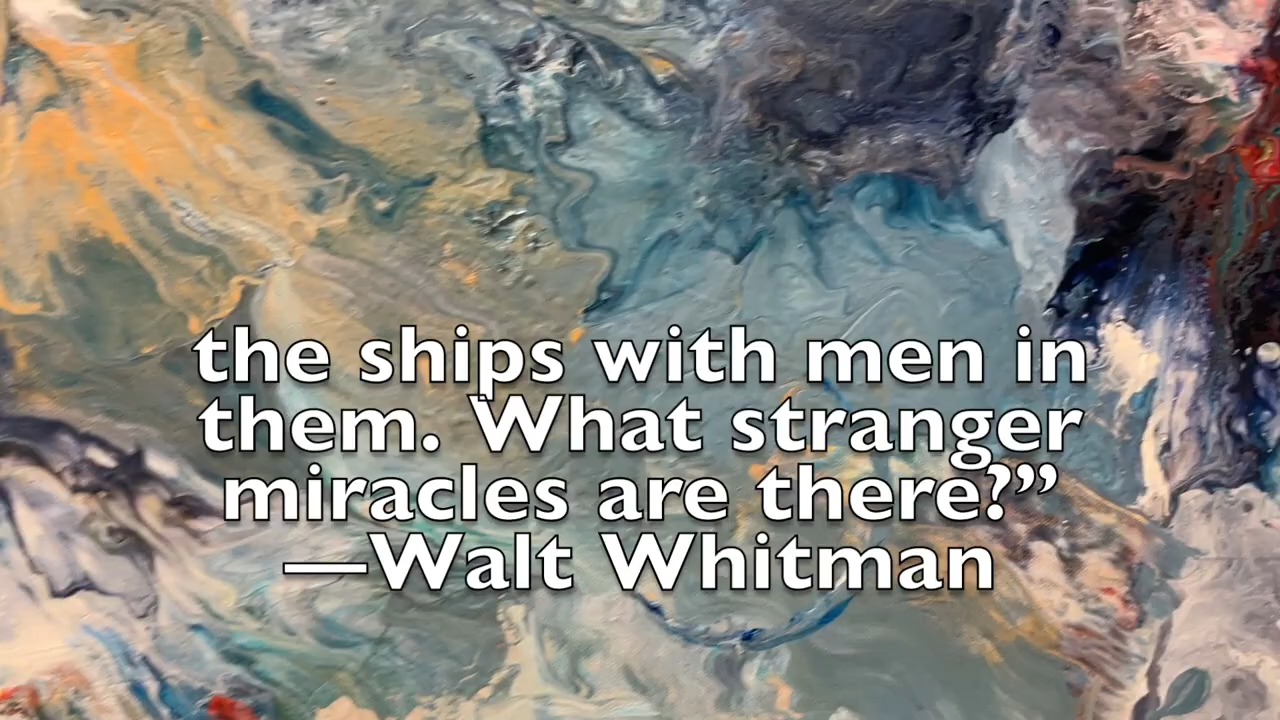 the ships with men in
them. What stranger
miracles are there?”
—Walt Whitman